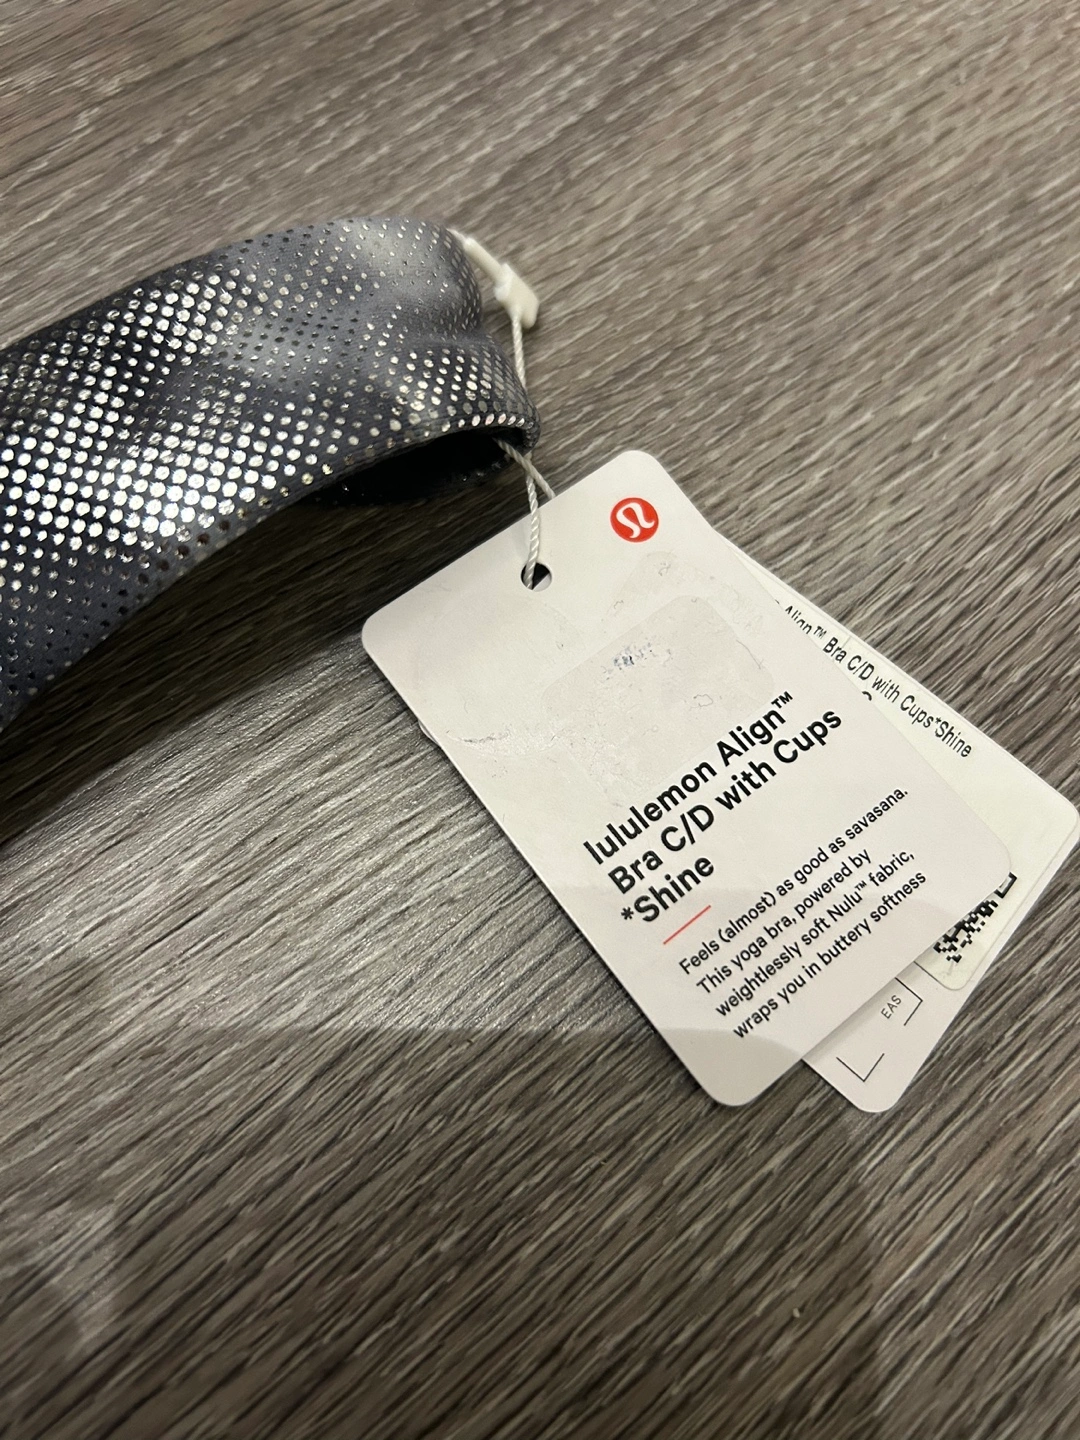 lululemon Align™
Bra C/D with Cups
*Shine
Feels (almost) as good as savasana.
This yoga bra, powered by
weightlessly soft Nulu™ fabric,
wraps you in buttery softness
Align™ Bra C/D with Cups*Shine
EAS